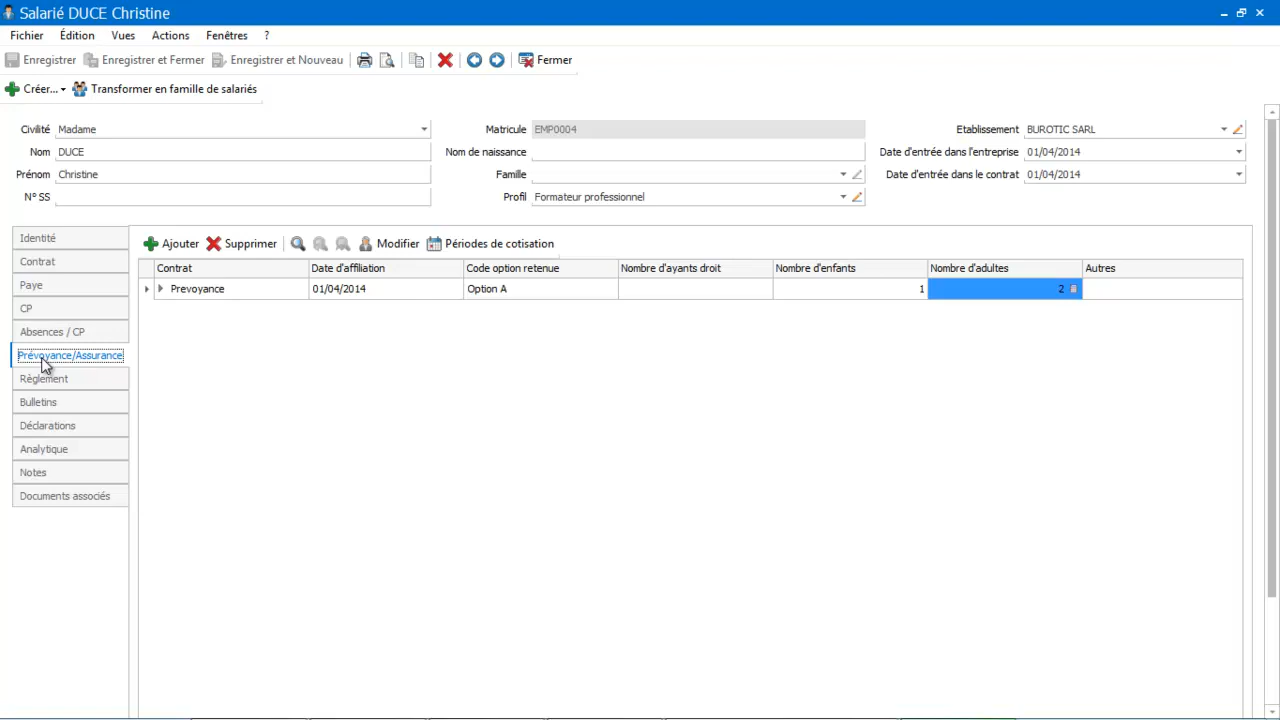 Salarié DUCE Christine
Fichier Édition Vues Actions Fenêtres ?
Enregistrer Enregistrer et Fermer Enregistrer et Nouveau Fermer
Créer... Transformer en famille de salariés
Civilité Madame Matricule EMP0004 Etablissement BUROTIC SARL
Nom DUCE Nom de naissance Date d'entrée dans l'entreprise 01/04/2014
Prénom Christine Famille Date d'entrée dans le contrat 01/04/2014
N° SS Profil Formateur professionnel
Identité
Contrat
Paye
CP
Absences / CP
Prévoyance/Assurance
Règlement
Bulletins
Déclarations
Analytique
Notes
Documents associés
Ajouter Supprimer Modifier Périodes de cotisation
Contrat Date d'affiliation Code option retenue Nombre d'ayants droit Nombre d'enfants Nombre d'adultes Autres
Prevoyance 01/04/2014 Option A 1 2